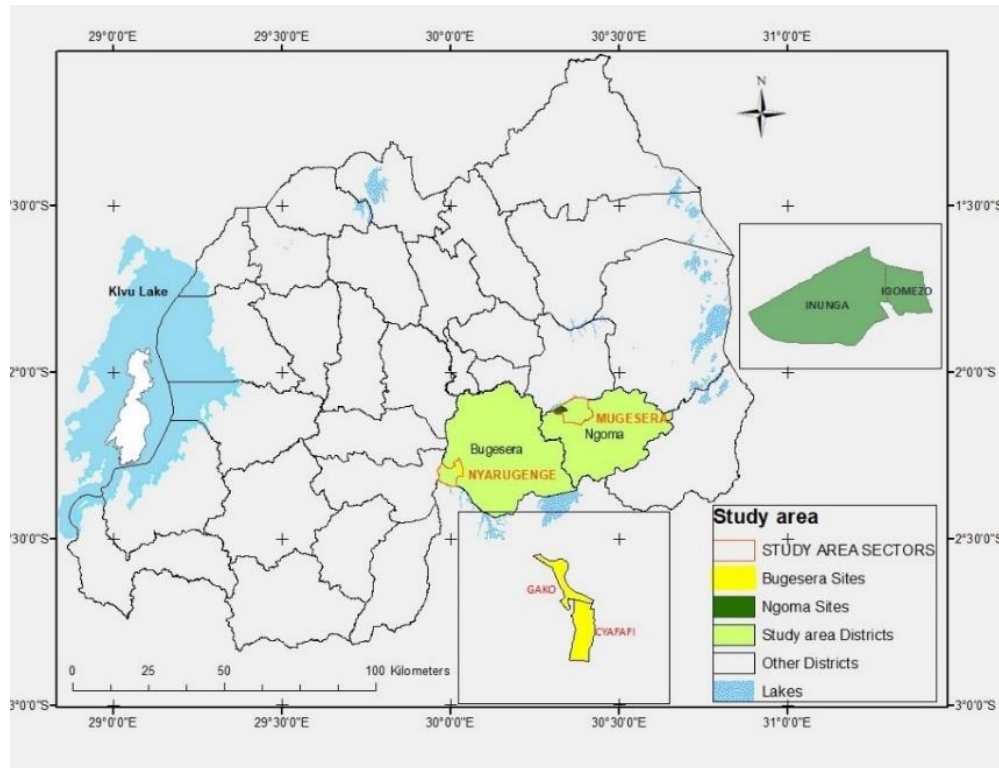 29°0'0"E
29°30'0"E
30°0'0"E
30°30'0"E
31°0'0"E
N
30'0"S
1°30'0"S
KIvu Lake
INUNGA
IGOMEZO
2°0'0"S
2°0'0"S
MUGESERA
Ngoma
Bugesera
NYARUGENGE
3°0'0"S
2°30'0"S
GAKO
CYAFAFI
Study area
STUDY AREA SECTORS
Bugesera Sites
Ngoma Sites
Study area Districts
Other Districts
Lakes
0 25 50 100 Kilometers
3°0'0"S
3°0'0"S
29°0'0"E
29°30'0"E
30°0'0"E
30°30'0"E
31°0'0"E